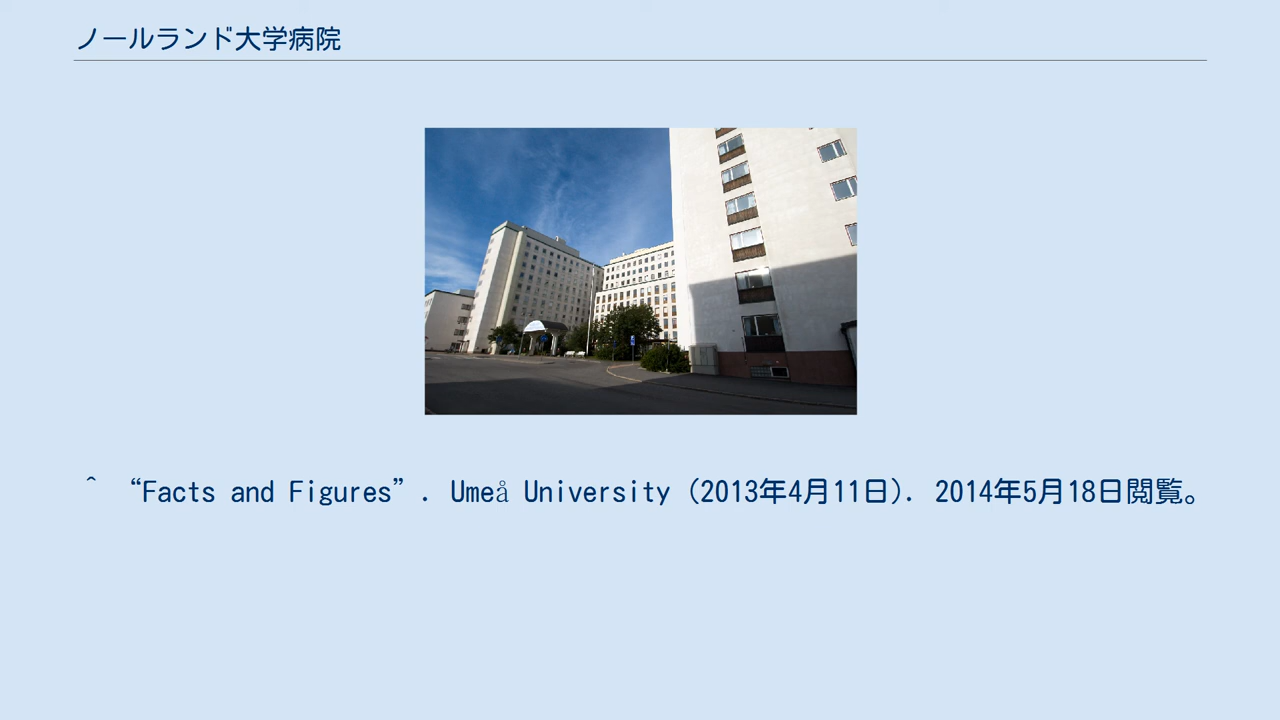 ノールランド大学病院
^ “Facts and Figures”. Umeå University (2013年4月11日). 2014年5月18日閲覧。